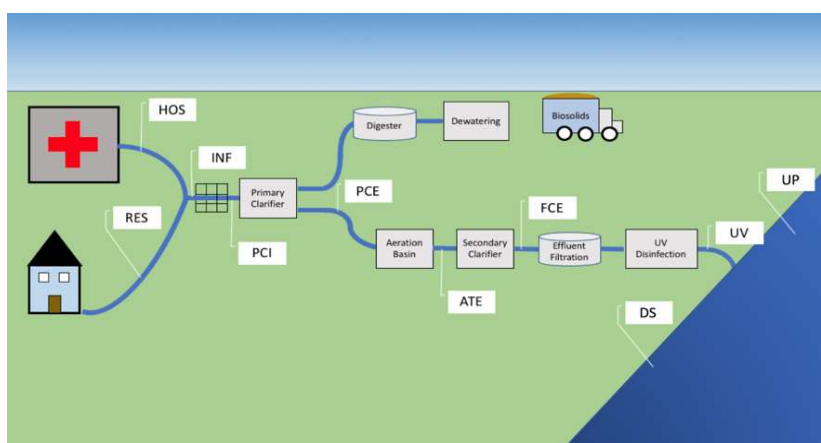 HOS
INF
RES
PCI
Primary
Clarifier
Digester
Dewatering
Biosolids
PCE
Aeration
Basin
ATE
Secondary
Clarifier
FCE
Effluent
Filtration
UV
Disinfection
UV
UP
DS